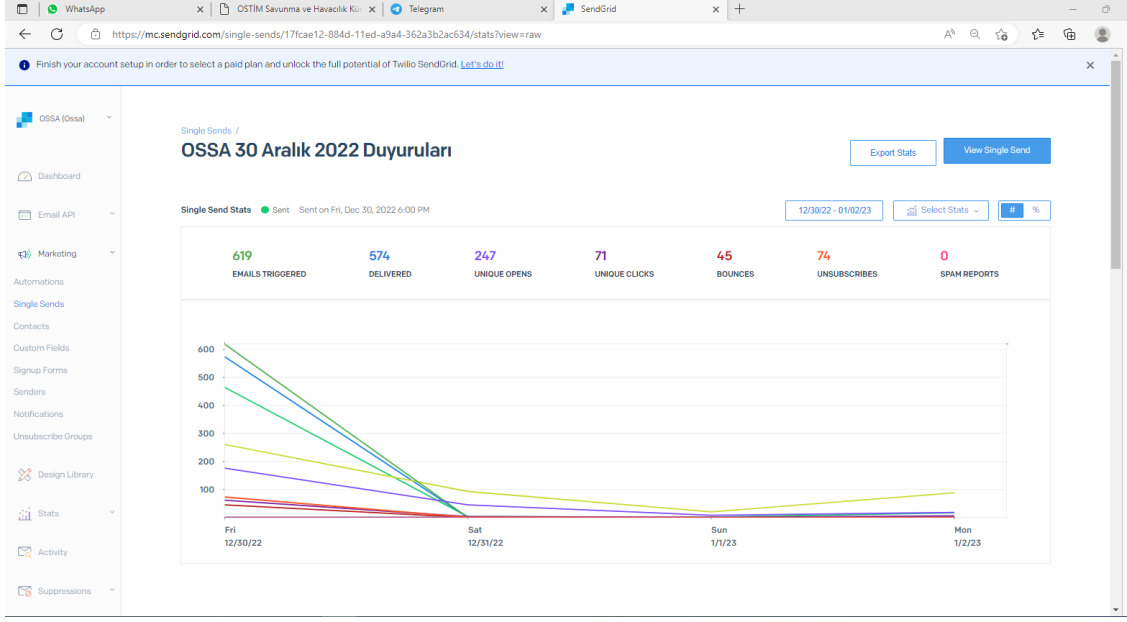 WhatsApp
OSTİM Savunma ve Havacılık Kü
Telegram
SendGrid
https://mc.sendgrid.com/single-sends/17fcae12-884d-11ed-a9a4-362a3b2ac634/stats?view=raw
Finish your account setup in order to select a paid plan and unlock the full potential of Twilio SendGrid. Let's do it!
OSSA (Ossa)
Dashboard
Email API
Marketing
Automations
Single Sends
Contacts
Custom Fields
Signup Forms
Senders
Notifications
Unsubscribe Groups
Design Library
Stats
Activity
Suppressions
Single Sends /
OSSA 30 Aralık 2022 Duyuruları
Export Stats
View Single Send
Single Send Stats Sent Sent on Fri, Dec 30, 2022 6:00 PM
12/30/22 - 01/02/23
Select Stats
# %
619 574 247 71 45 74 0
EMAILS TRIGGERED DELIVERED UNIQUE OPENS UNIQUE CLICKS BOUNCES UNSUBSCRIBES SPAM REPORTS
600
500
400
300
200
100
Fri Sat Sun Mon
12/30/22 12/31/22 1/1/23 1/2/23